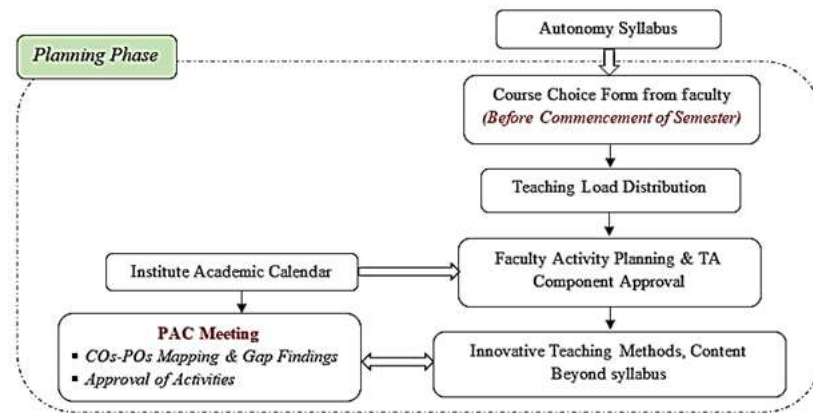 Autonomy Syllabus
Planning Phase
Course Choice Form from faculty
(Before Commencement of Semester)
Teaching Load Distribution
Institute Academic Calendar
Faculty Activity Planning & TA
Component Approval
PAC Meeting
▪ COs-POs Mapping & Gap Findings
▪ Approval of Activities
Innovative Teaching Methods, Content
Beyond syllabus